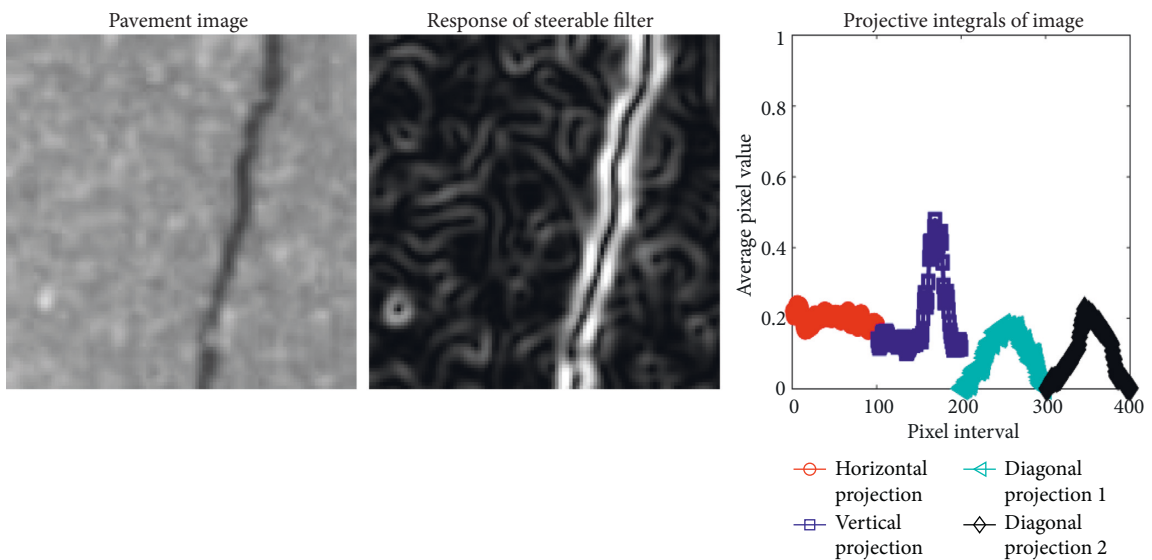 Pavement image
Response of steerable filter
Projective integrals of image
1
0.8
0.6
0.4
0.2
0
Average pixel value
0 100 200 300 400
Pixel interval
Horizontal
projection
Vertical
projection
Diagonal
projection 1
Diagonal
projection 2